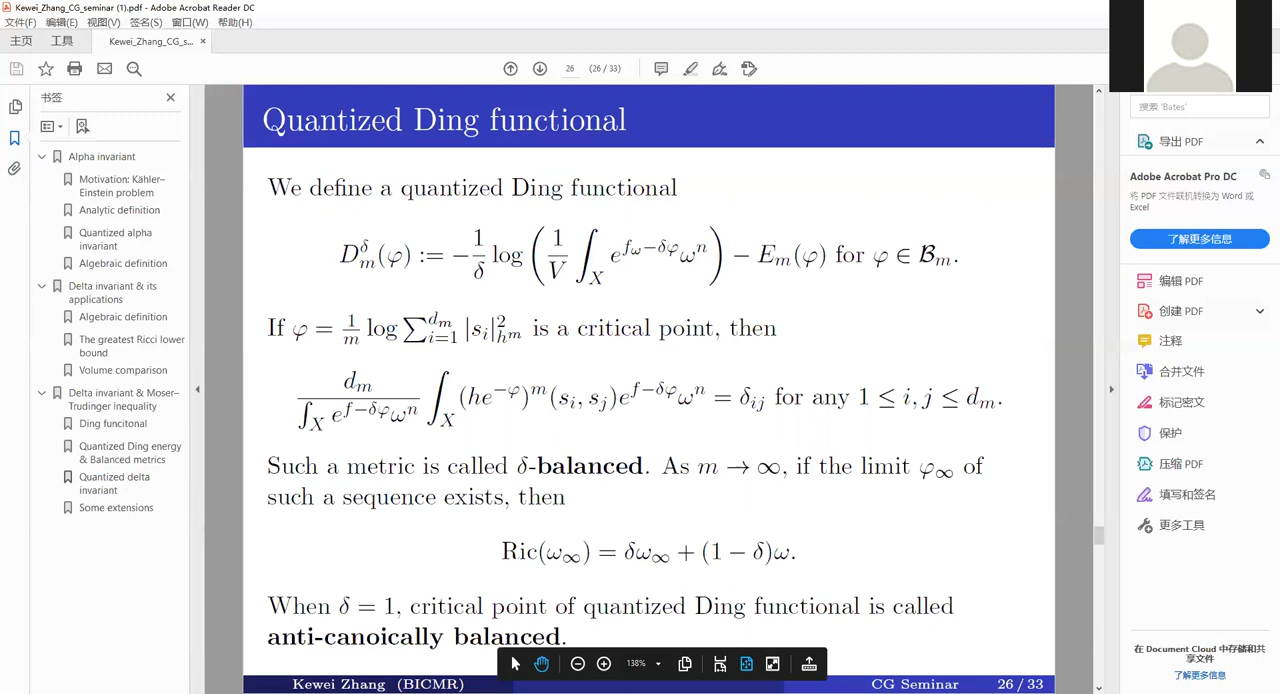 Kewei_Zhang_CG_seminar (1).pdf - Adobe Acrobat Reader DC
文件(F) 编辑(E) 视图(V) 签名(S) 窗口(W) 帮助(H)
主页 工具 Kewei_Zhang_CG_s... ×
26 (26 / 33)
搜索 'Bates'
书签
Alpha invariant
Motivation: Kähler–
Einstein problem
Analytic definition
Quantized alpha
invariant
Algebraic definition
Delta invariant & its
applications
Algebraic definition
The greatest Ricci lower
bound
Volume comparison
Delta invariant & Moser–
Trudinger inequality
Ding funcitonal
Quantized Ding energy
& Balanced metrics
Quantized delta
invariant
Some extensions
Quantized Ding functional
We define a quantized Ding functional
D_m^δ(φ) := −1/δ log (1/V ∫_X e^{f_ω−δφ} ω^n) − E_m(φ) for φ ∈ B_m.
If φ = 1/m log ∑_{i=1}^{d_m} |s_i|²_{h^m} is a critical point, then
d_m / ∫_X e^{f−δφ} ω^n ∫_X (he^{−φ})^m (s_i, s_j) e^{f−δφ} ω^n = δ_{ij} for any 1 ≤ i, j ≤ d_m.
Such a metric is called δ-balanced. As m → ∞, if the limit φ_∞ of
such a sequence exists, then
Ric(ω_∞) = δω_∞ + (1 − δ)ω.
When δ = 1, critical point of quantized Ding functional is called
anti-canoically balanced.
138%
Kewei Zhang (BICMR) CG Seminar 26 / 33
导出 PDF
Adobe Acrobat Pro DC
将 PDF 文件联机转换为 Word 或
Excel
了解更多信息
编辑 PDF
创建 PDF
注释
合并文件
标记密文
保护
压缩 PDF
填写和签名
更多工具
在 Document Cloud 中存储和共
享文件
了解更多信息